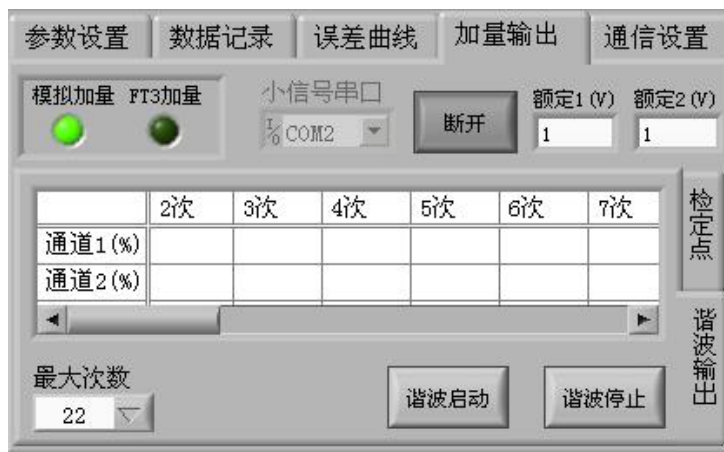 参数设置 数据记录 误差曲线 加量输出 通信设置
模拟加量 FT3加量 小信号串口 额定1(V) 额定2(V)
I/O COM2 断开 1 1
2次 3次 4次 5次 6次 7次
通道1(%)
通道2(%)
检定点
谐波输出
最大次数
22 谐波启动 谐波停止